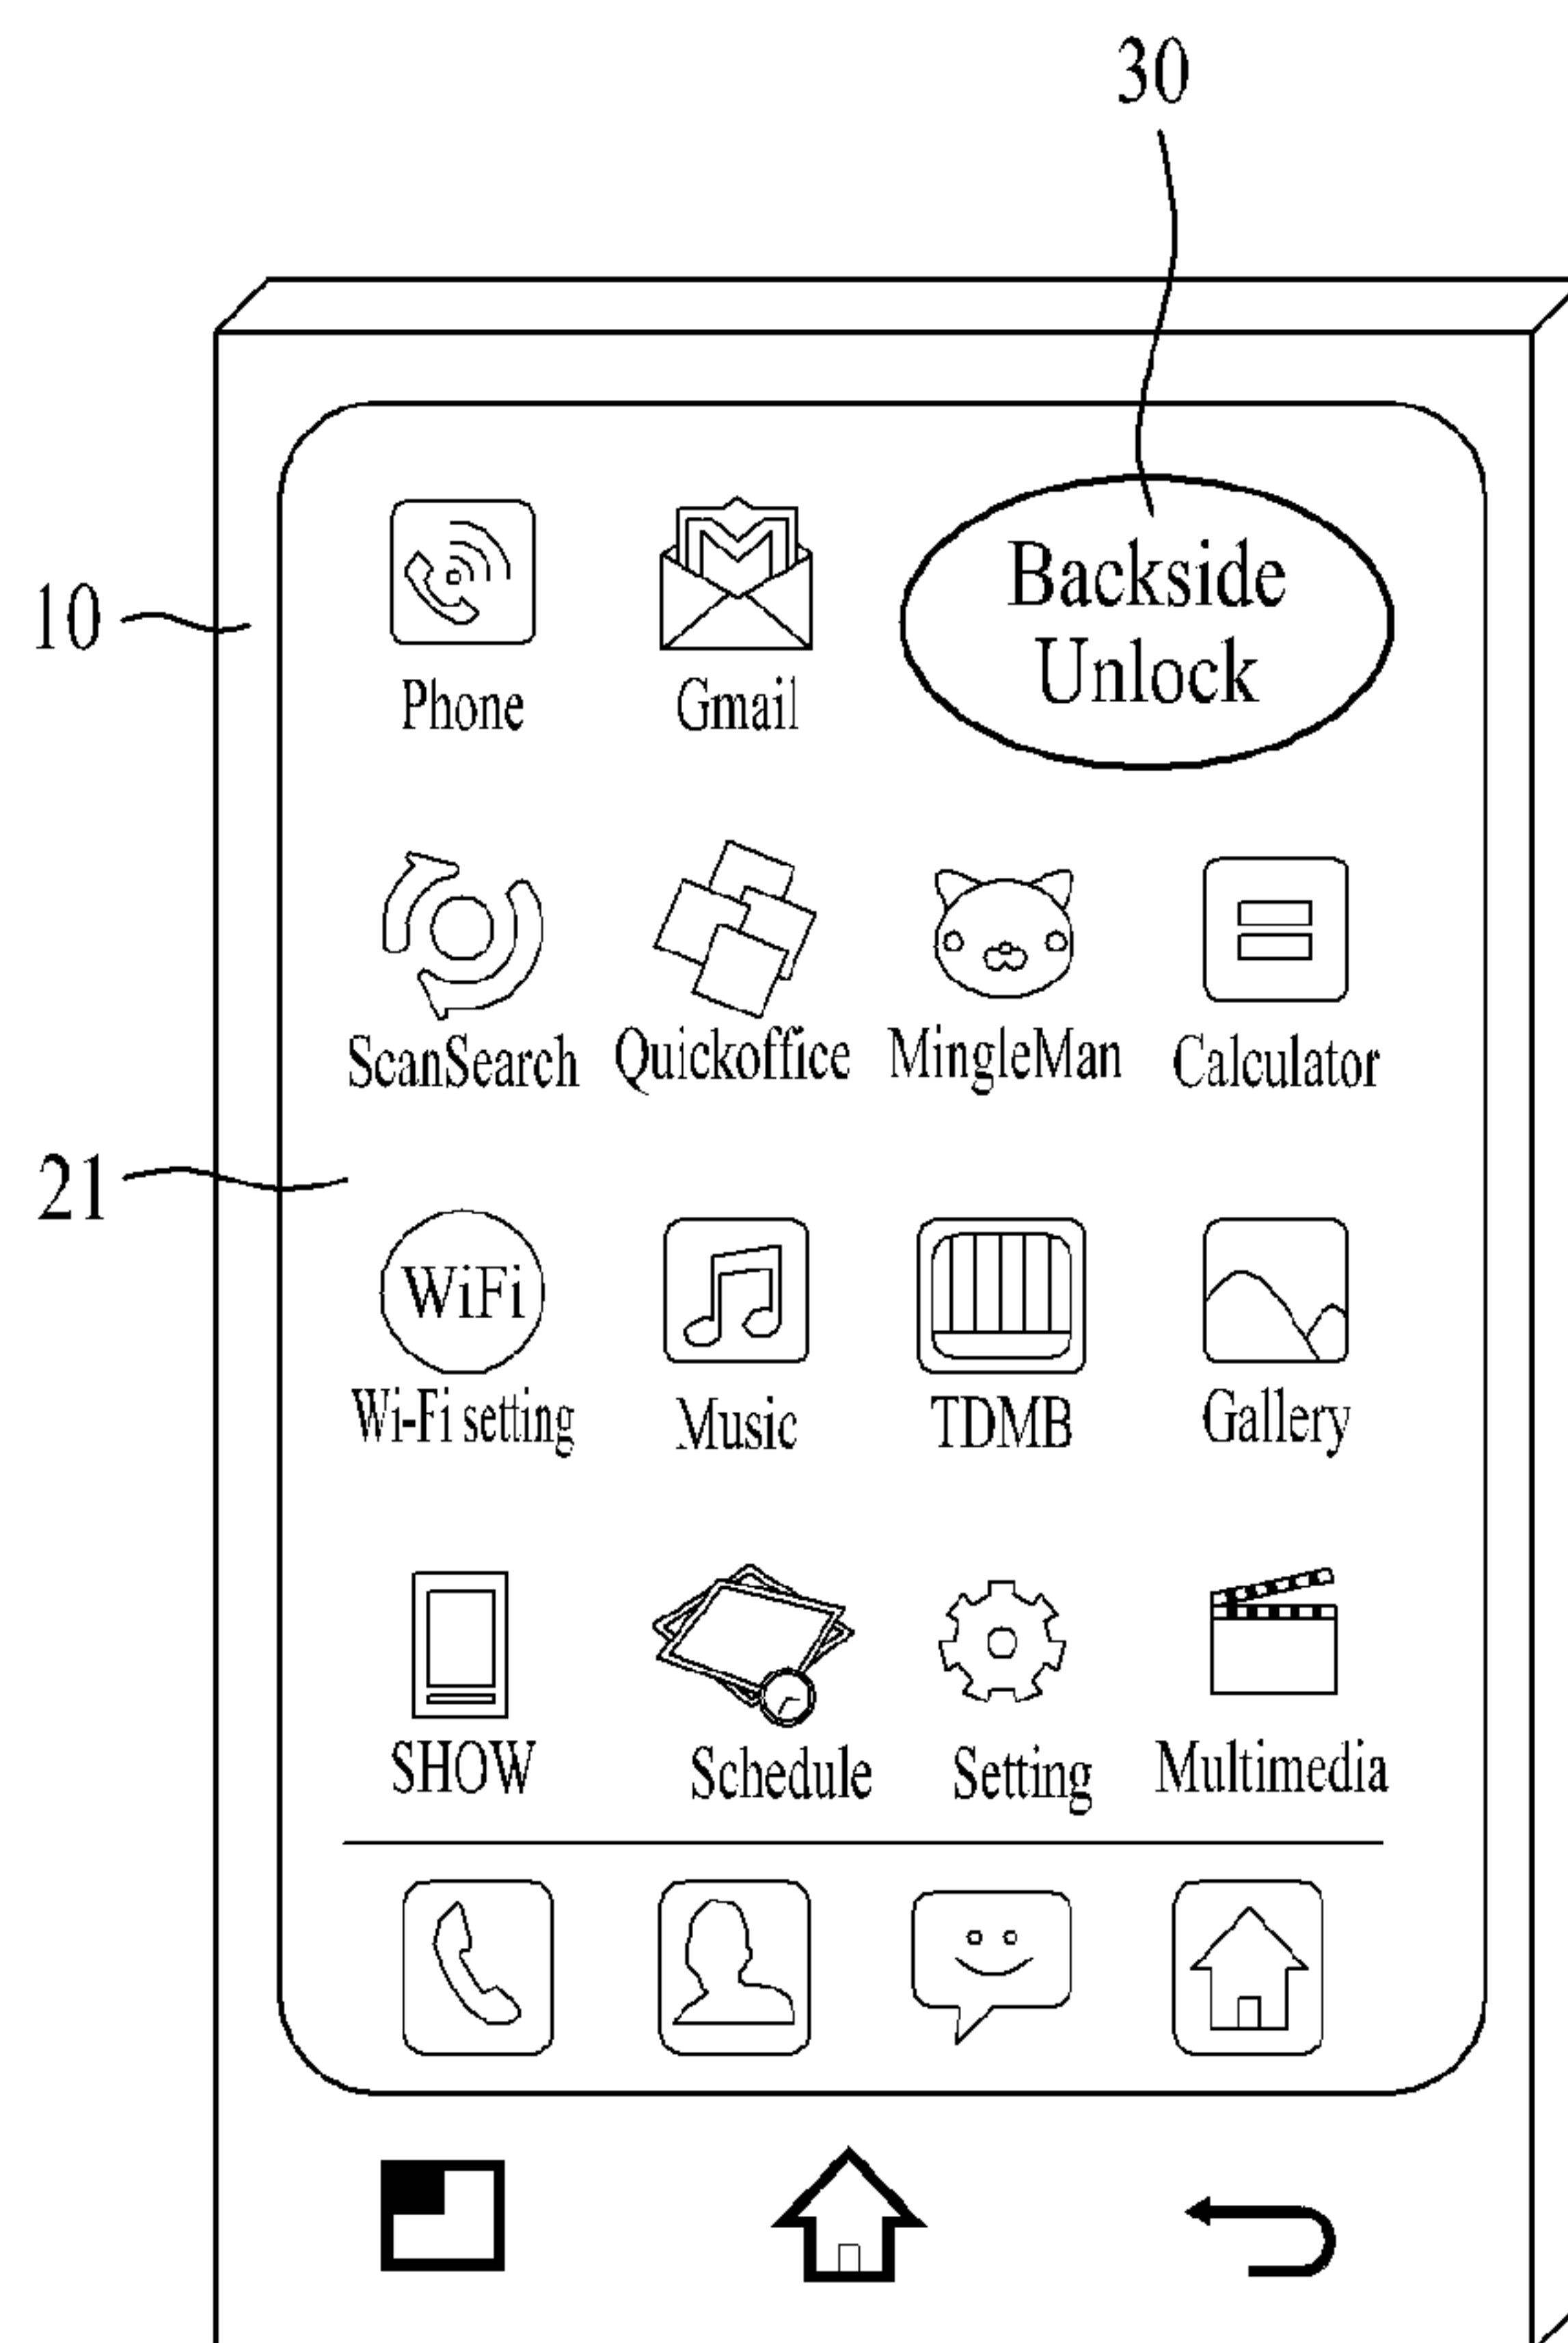 30
10
Backside
Unlock
Phone
Gmail
ScanSearch
Quickoffice
MingleMan
Calculator
21
WiFi
Wi-Fi setting
Music
TDMB
Gallery
SHOW
Schedule
Setting
Multimedia